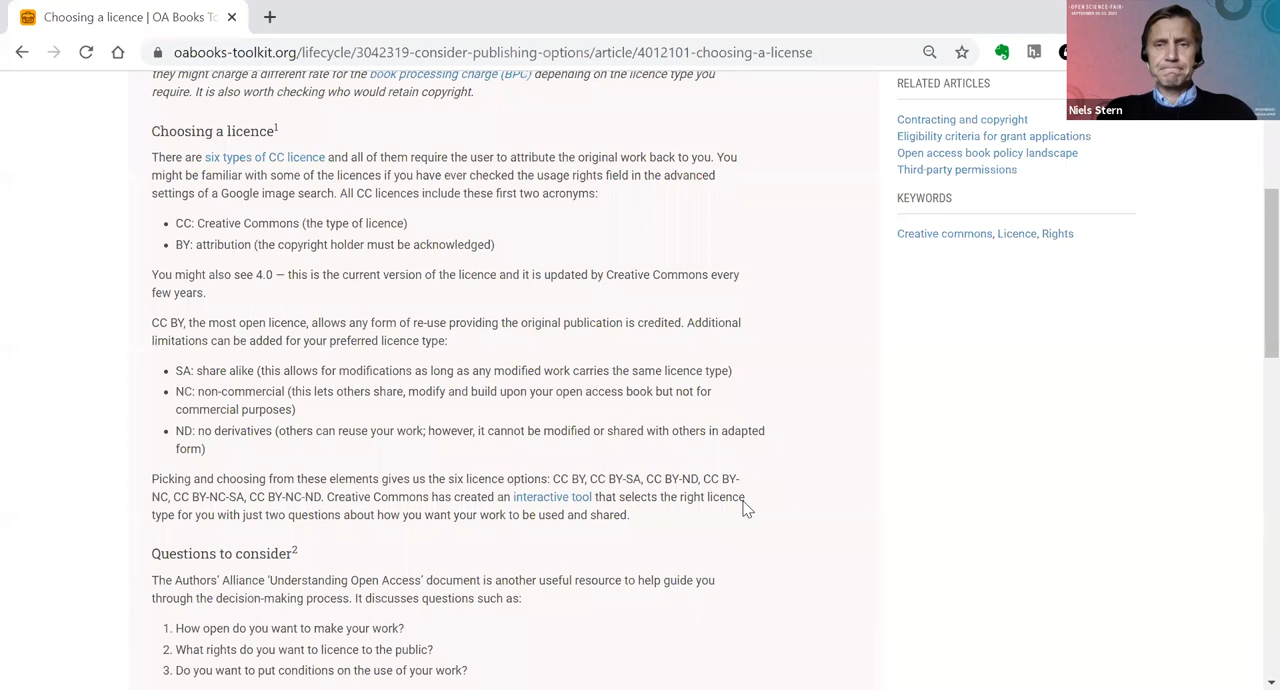 Choosing a licence | OA Books To
oabooks-toolkit.org/lifecycle/3042319-consider-publishing-options/article/4012101-choosing-a-license
OPEN SCIENCE FAIR
Niels Stern
they might charge a different rate for the book processing charge (BPC) depending on the licence type you
require. It is also worth checking who would retain copyright.
Choosing a licence1
There are six types of CC licence and all of them require the user to attribute the original work back to you. You
might be familiar with some of the licences if you have ever checked the usage rights field in the advanced
settings of a Google image search. All CC licences include these first two acronyms:
• CC: Creative Commons (the type of licence)
• BY: attribution (the copyright holder must be acknowledged)
You might also see 4.0 — this is the current version of the licence and it is updated by Creative Commons every
few years.
CC BY, the most open licence, allows any form of re-use providing the original publication is credited. Additional
limitations can be added for your preferred licence type:
• SA: share alike (this allows for modifications as long as any modified work carries the same licence type)
• NC: non-commercial (this lets others share, modify and build upon your open access book but not for
commercial purposes)
• ND: no derivatives (others can reuse your work; however, it cannot be modified or shared with others in adapted
form)
Picking and choosing from these elements gives us the six licence options: CC BY, CC BY-SA, CC BY-ND, CC BY-
NC, CC BY-NC-SA, CC BY-NC-ND. Creative Commons has created an interactive tool that selects the right licence
type for you with just two questions about how you want your work to be used and shared.
Questions to consider2
The Authors’ Alliance ‘Understanding Open Access’ document is another useful resource to help guide you
through the decision-making process. It discusses questions such as:
1. How open do you want to make your work?
2. What rights do you want to licence to the public?
3. Do you want to put conditions on the use of your work?
RELATED ARTICLES
Contracting and copyright
Eligibility criteria for grant applications
Open access book policy landscape
Third-party permissions
KEYWORDS
Creative commons, Licence, Rights